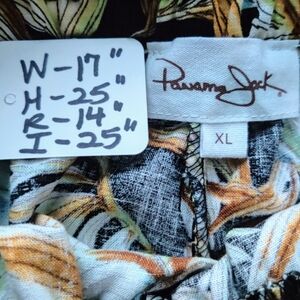 W-17"
H-25"
R-14"
I-25"
Panama Jack
XL